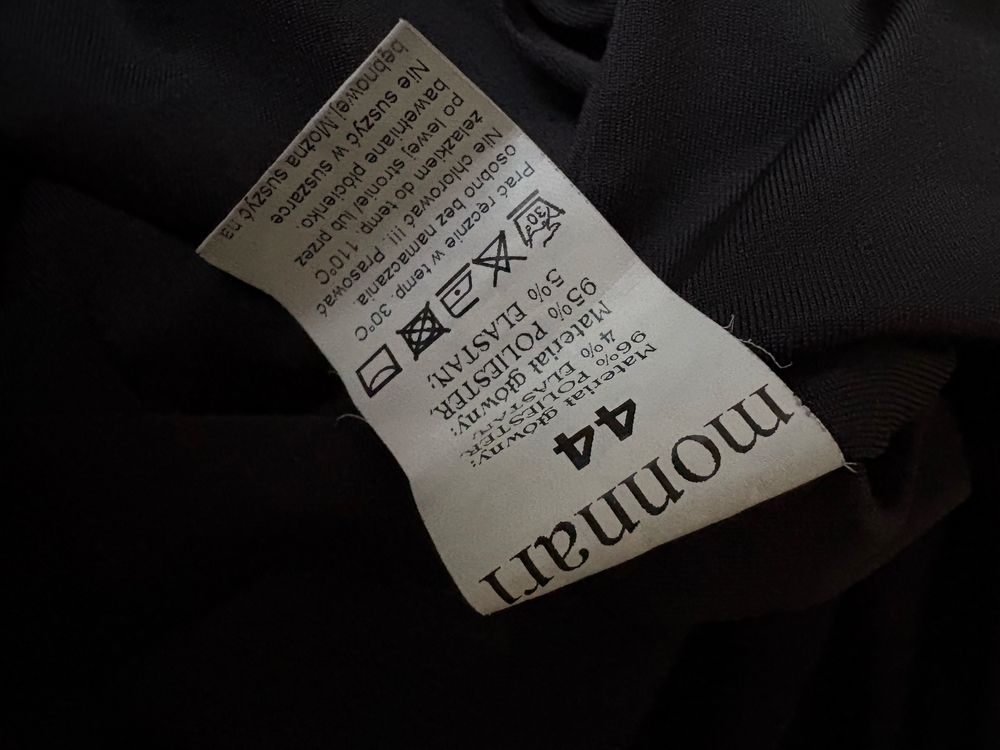 monnari
44
Materiał główny:
96% POLIESTER,
4% ELASTAN,
Materiał główny:
95% POLIESTER,
5% ELASTAN,
30°
Prać ręcznie w temp. 30°C
osobno bez namaczania.
Nie chlorować !!!. Prasować
żelazkiem do temp. 110°C
po lewej stronie/ lub przez
bawełniane płócienko.
Nie suszyć w suszarce
bębnowej.Można suszyć na